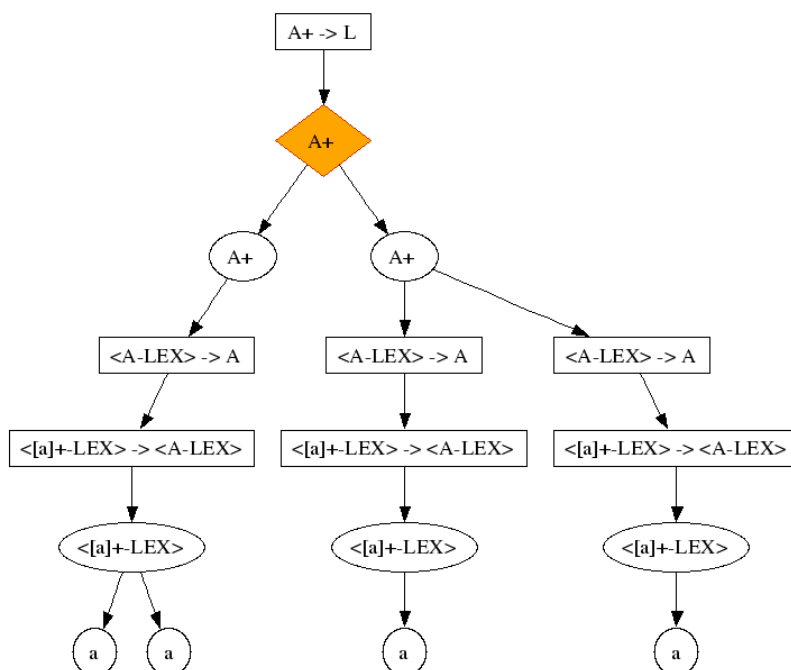 A+ -> L
A+
A+
A+
<A-LEX> -> A
<A-LEX> -> A
<A-LEX> -> A
<[a]+-LEX> -> <A-LEX>
<[a]+-LEX> -> <A-LEX>
<[a]+-LEX> -> <A-LEX>
<[a]+-LEX>
<[a]+-LEX>
<[a]+-LEX>
a
a
a
a